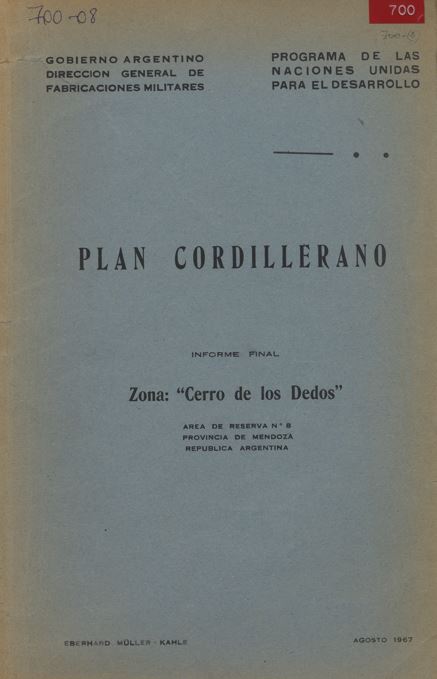 700-08
700
700-(8)
GOBIERNO ARGENTINO
DIRECCION GENERAL DE
FABRICACIONES MILITARES
PROGRAMA DE LAS
NACIONES UNIDAS
PARA EL DESARROLLO
PLAN CORDILLERANO
INFORME FINAL
Zona: “Cerro de los Dedos”
AREA DE RESERVA N° 8
PROVINCIA DE MENDOZA
REPUBLICA ARGENTINA
EBERHARD MÜLLER - KAHLE
AGOSTO 1967